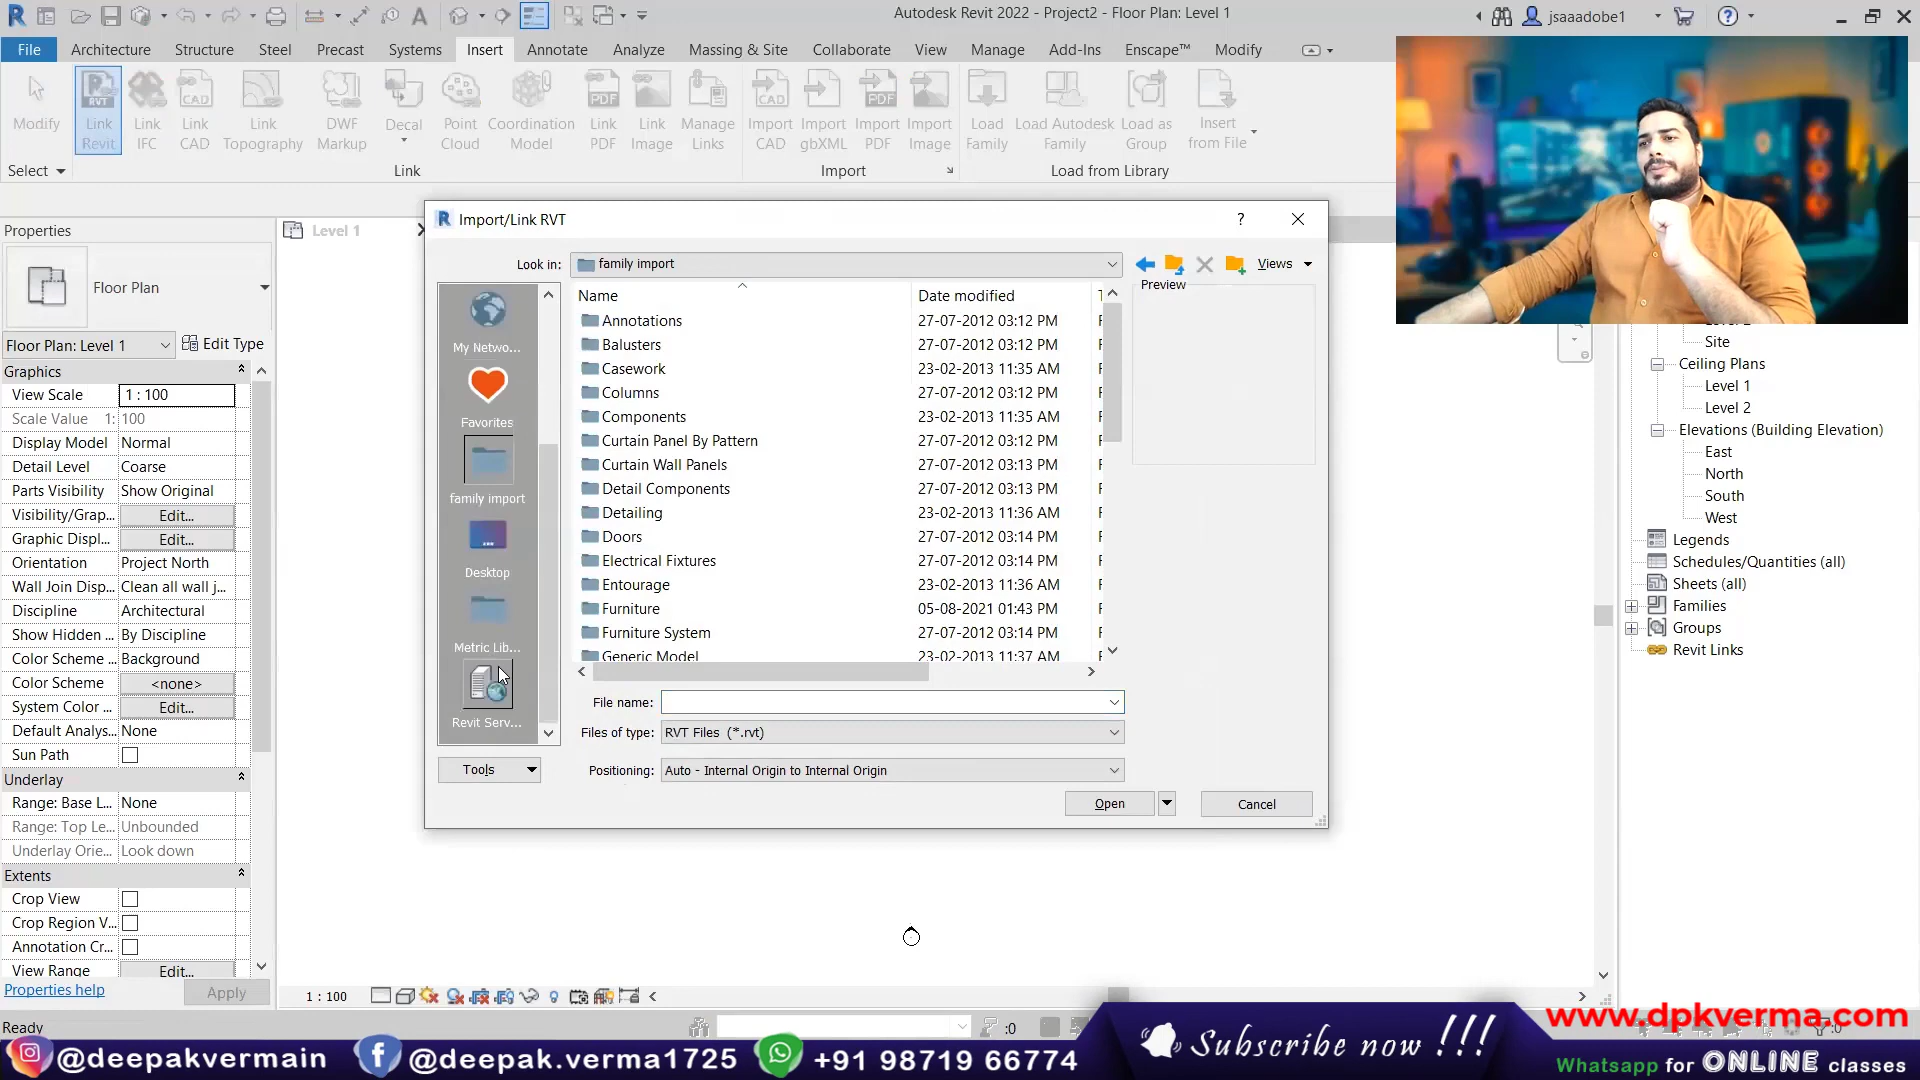 Autodesk Revit 2022 - Project2 - Floor Plan: Level 1
jsaaadobe1
File Architecture Structure Steel Precast Systems Insert Annotate Analyze Massing & Site Collaborate View Manage Add-Ins Enscape™ Modify
Modify
Link Revit
Link IFC
Link CAD
Link Topography
DWF Markup
Decal
Point Cloud
Coordination Model
Link PDF
Link Image
Manage Links
Import CAD
Import gbXML
Import PDF
Import Image
Load Family
Load Autodesk Family
Load as Group
Insert from File
Select
Link
Import
Load from Library
Properties
Floor Plan
Floor Plan: Level 1
Edit Type
Graphics
View Scale 1 : 100
Scale Value 1: 100
Display Model Normal
Detail Level Coarse
Parts Visibility Show Original
Visibility/Grap... Edit...
Graphic Displ... Edit...
Orientation Project North
Wall Join Disp... Clean all wall j...
Discipline Architectural
Show Hidden ... By Discipline
Color Scheme ... Background
Color Scheme <none>
System Color ... Edit...
Default Analys... None
Sun Path
Underlay
Range: Base L... None
Range: Top Le... Unbounded
Underlay Orie... Look down
Extents
Crop View
Crop Region V...
Annotation Cr...
View Range Edit...
Properties help
Apply
Level 1
Import/Link RVT
Look in: family import
Views
Preview
My Netwo...
Favorites
family import
Desktop
Metric Lib...
Revit Serv...
Tools
Name Date modified
Annotations 27-07-2012 03:12 PM
Balusters 27-07-2012 03:12 PM
Casework 23-02-2013 11:35 AM
Columns 27-07-2012 03:12 PM
Components 23-02-2013 11:35 AM
Curtain Panel By Pattern 27-07-2012 03:12 PM
Curtain Wall Panels 27-07-2012 03:13 PM
Detail Components 27-07-2012 03:13 PM
Detailing 23-02-2013 11:36 AM
Doors 27-07-2012 03:14 PM
Electrical Fixtures 27-07-2012 03:14 PM
Entourage 23-02-2013 11:36 AM
Furniture 05-08-2021 01:43 PM
Furniture System 27-07-2012 03:14 PM
Generic Model 23-02-2013 11:37 AM
File name:
Files of type: RVT Files (*.rvt)
Positioning: Auto - Internal Origin to Internal Origin
Open
Cancel
Site
Ceiling Plans
Level 1
Level 2
Elevations (Building Elevation)
East
North
South
West
Legends
Schedules/Quantities (all)
Sheets (all)
Families
Groups
Revit Links
1 : 100
Ready
:0
:0
@deepakvermain
@deepak.verma1725
+91 98719 66774
Subscribe now !!!
www.dpkverma.com
Whatsapp for ONLINE classes